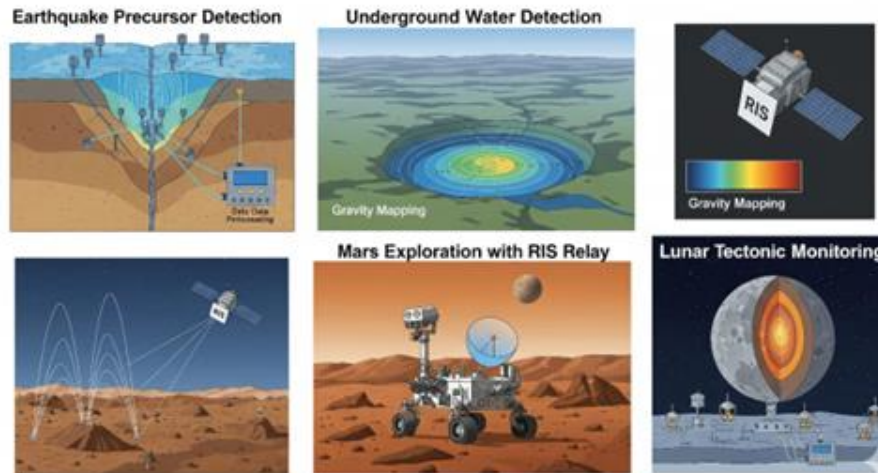 Earthquake Precursor Detection
Underground Water Detection
RIS
Data Data
Gravity Mapping
Gravity Mapping
Mars Exploration with RIS Relay
Lunar Tectonic Monitoring
RIS